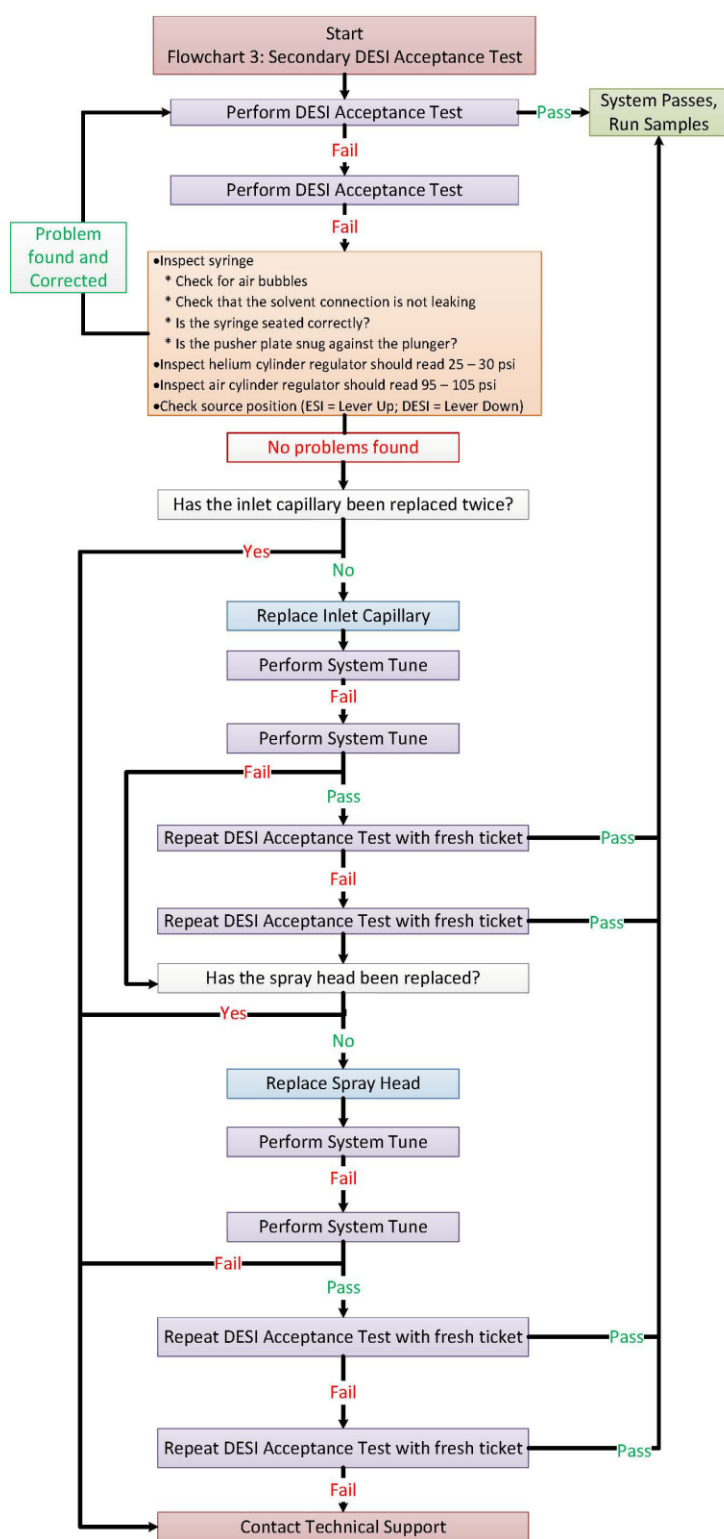 Start
Flowchart 3: Secondary DESI Acceptance Test
Perform DESI Acceptance Test
Pass
System Passes,
Run Samples
Fail
Perform DESI Acceptance Test
Fail
Problem
found and
Corrected
•Inspect syringe
* Check for air bubbles
* Check that the solvent connection is not leaking
* Is the syringe seated correctly?
* Is the pusher plate snug against the plunger?
•Inspect helium cylinder regulator should read 25 – 30 psi
•Inspect air cylinder regulator should read 95 – 105 psi
•Check source position (ESI = Lever Up; DESI = Lever Down)
No problems found
Has the inlet capillary been replaced twice?
Yes
No
Replace Inlet Capillary
Perform System Tune
Fail
Perform System Tune
Fail
Pass
Repeat DESI Acceptance Test with fresh ticket
Pass
Fail
Repeat DESI Acceptance Test with fresh ticket
Pass
Has the spray head been replaced?
Yes
No
Replace Spray Head
Perform System Tune
Fail
Perform System Tune
Fail
Pass
Repeat DESI Acceptance Test with fresh ticket
Pass
Fail
Repeat DESI Acceptance Test with fresh ticket
Pass
Fail
Contact Technical Support